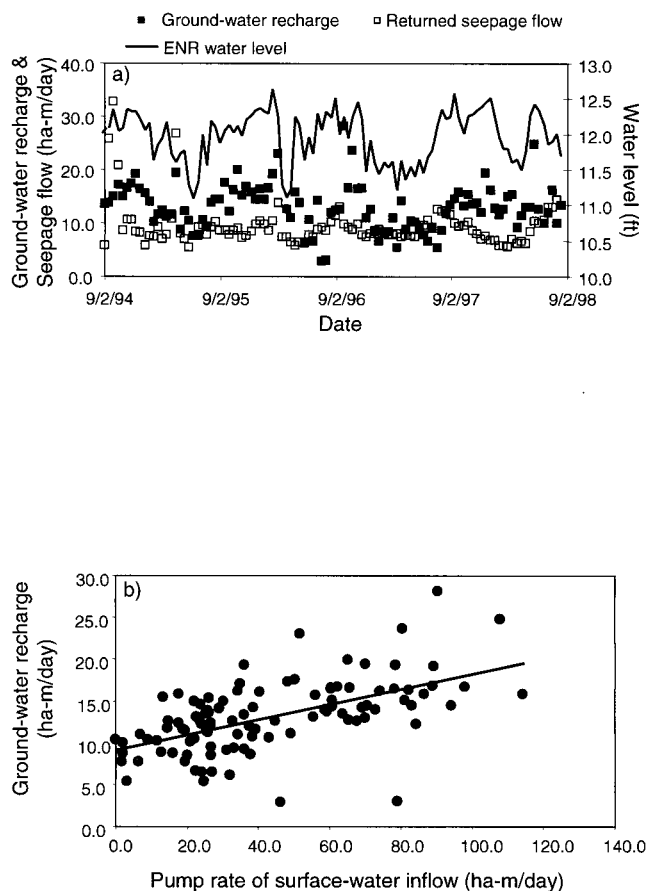 ■ Ground-water recharge □ Returned seepage flow
— ENR water level
a)
Ground-water recharge &
Seepage flow (ha-m/day)
40.0
30.0
20.0
10.0
0.0
13.0
12.5
12.0
11.5
11.0
10.5
10.0
Water level (ft)
9/2/94 9/2/95 9/2/96 9/2/97 9/2/98
Date
b)
Ground-water recharge
(ha-m/day)
30.0
25.0
20.0
15.0
10.0
5.0
0.0
0.0 20.0 40.0 60.0 80.0 100.0 120.0 140.0
Pump rate of surface-water inflow (ha-m/day)